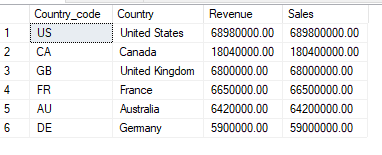 Country_code Country Revenue Sales
1 US United States 68980000.00 689800000.00
2 CA Canada 18040000.00 180400000.00
3 GB United Kingdom 6800000.00 68000000.00
4 FR France 6650000.00 66500000.00
5 AU Australia 6420000.00 64200000.00
6 DE Germany 5900000.00 59000000.00